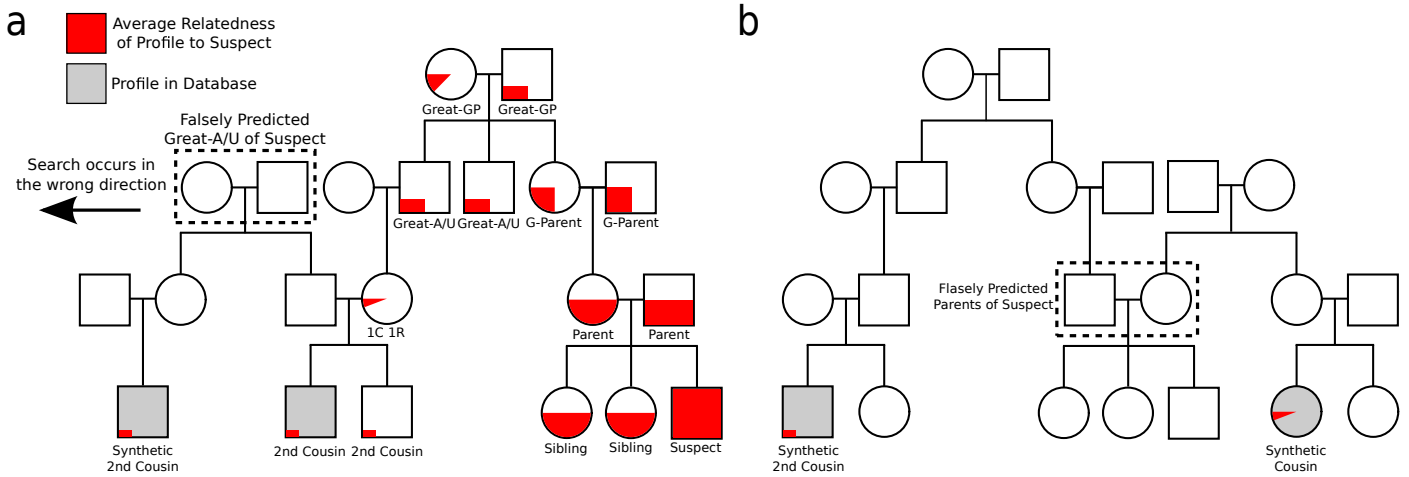 a
Average Relatedness
of Profile to Suspect
Profile in Database
Falsely Predicted
Great-A/U of Suspect
Search occurs in
the wrong direction
Great-GP
Great-GP
Great-A/U
Great-A/U
G-Parent
G-Parent
1C 1R
Parent
Parent
Synthetic
2nd Cousin
2nd Cousin
2nd Cousin
Sibling
Sibling
Suspect
b
Flasely Predicted
Parents of Suspect
Synthetic
2nd Cousin
Synthetic
Cousin